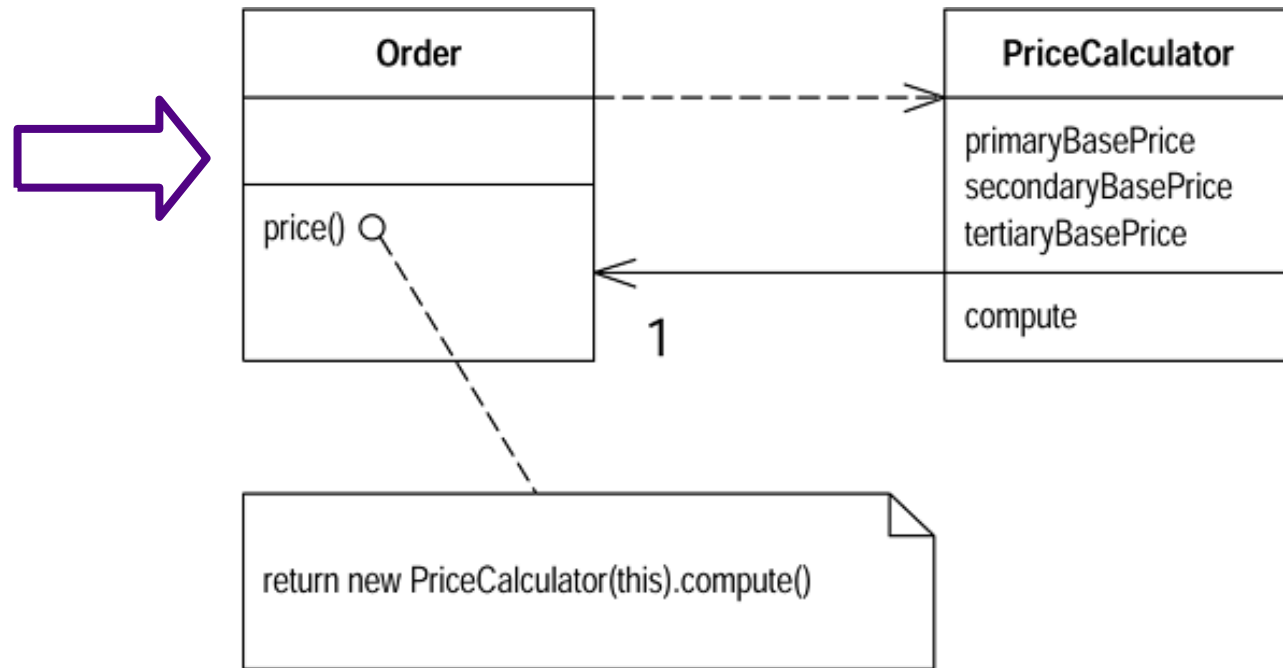 Order
price()
PriceCalculator
primaryBasePrice
secondaryBasePrice
tertiaryBasePrice
compute
1
return new PriceCalculator(this).compute()